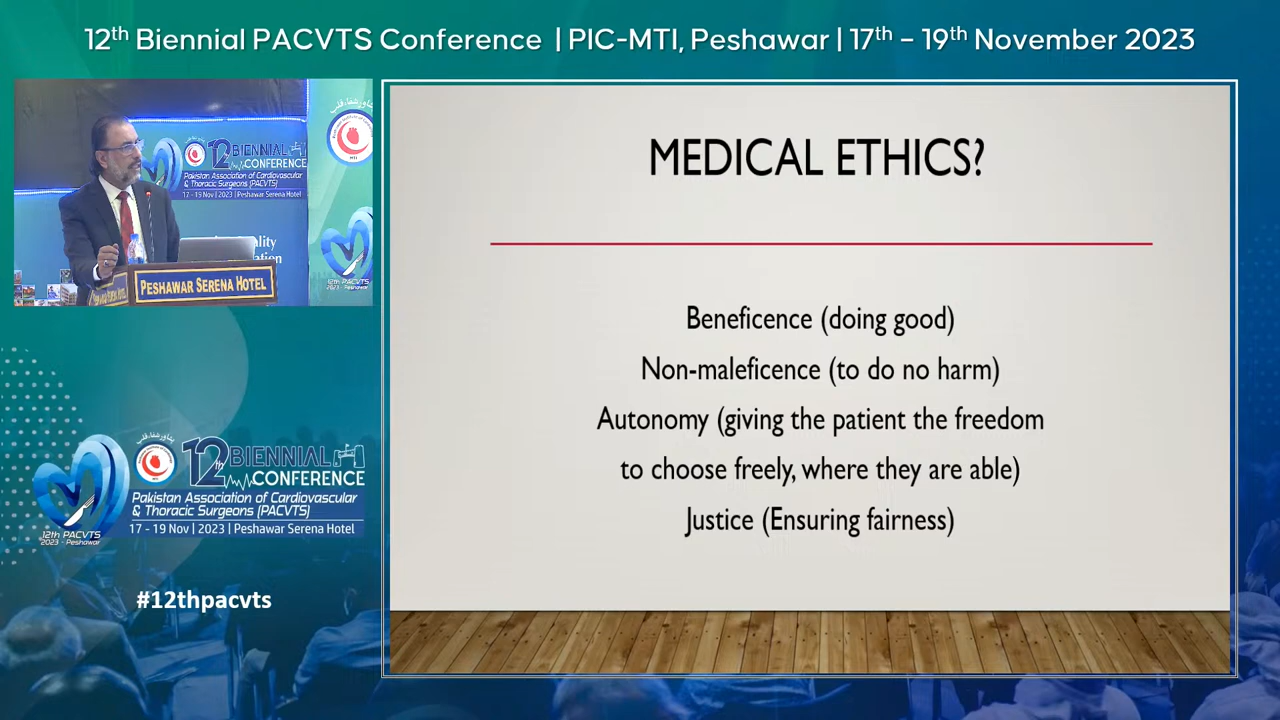 12th Biennial PACVTS Conference | PIC-MTI, Peshawar | 17th – 19th November 2023
12 BIENNIAL
CONFERENCE
Pakistan Association of Cardiovascular
& Thoracic Surgeons (PACVTS)
17 - 19 Nov | 2023 | Peshawar Serena Hotel
PESHAWAR SERENA HOTEL
12th PACVTS
2023 - Peshawar
12th BIENNIAL
CONFERENCE
Pakistan Association of Cardiovascular
& Thoracic Surgeons (PACVTS)
17 - 19 Nov | 2023 | Peshawar Serena Hotel
12th PACVTS
2023 - Peshawar
#12thpacvts
MEDICAL ETHICS?
Beneficence (doing good)
Non-maleficence (to do no harm)
Autonomy (giving the patient the freedom
to choose freely, where they are able)
Justice (Ensuring fairness)